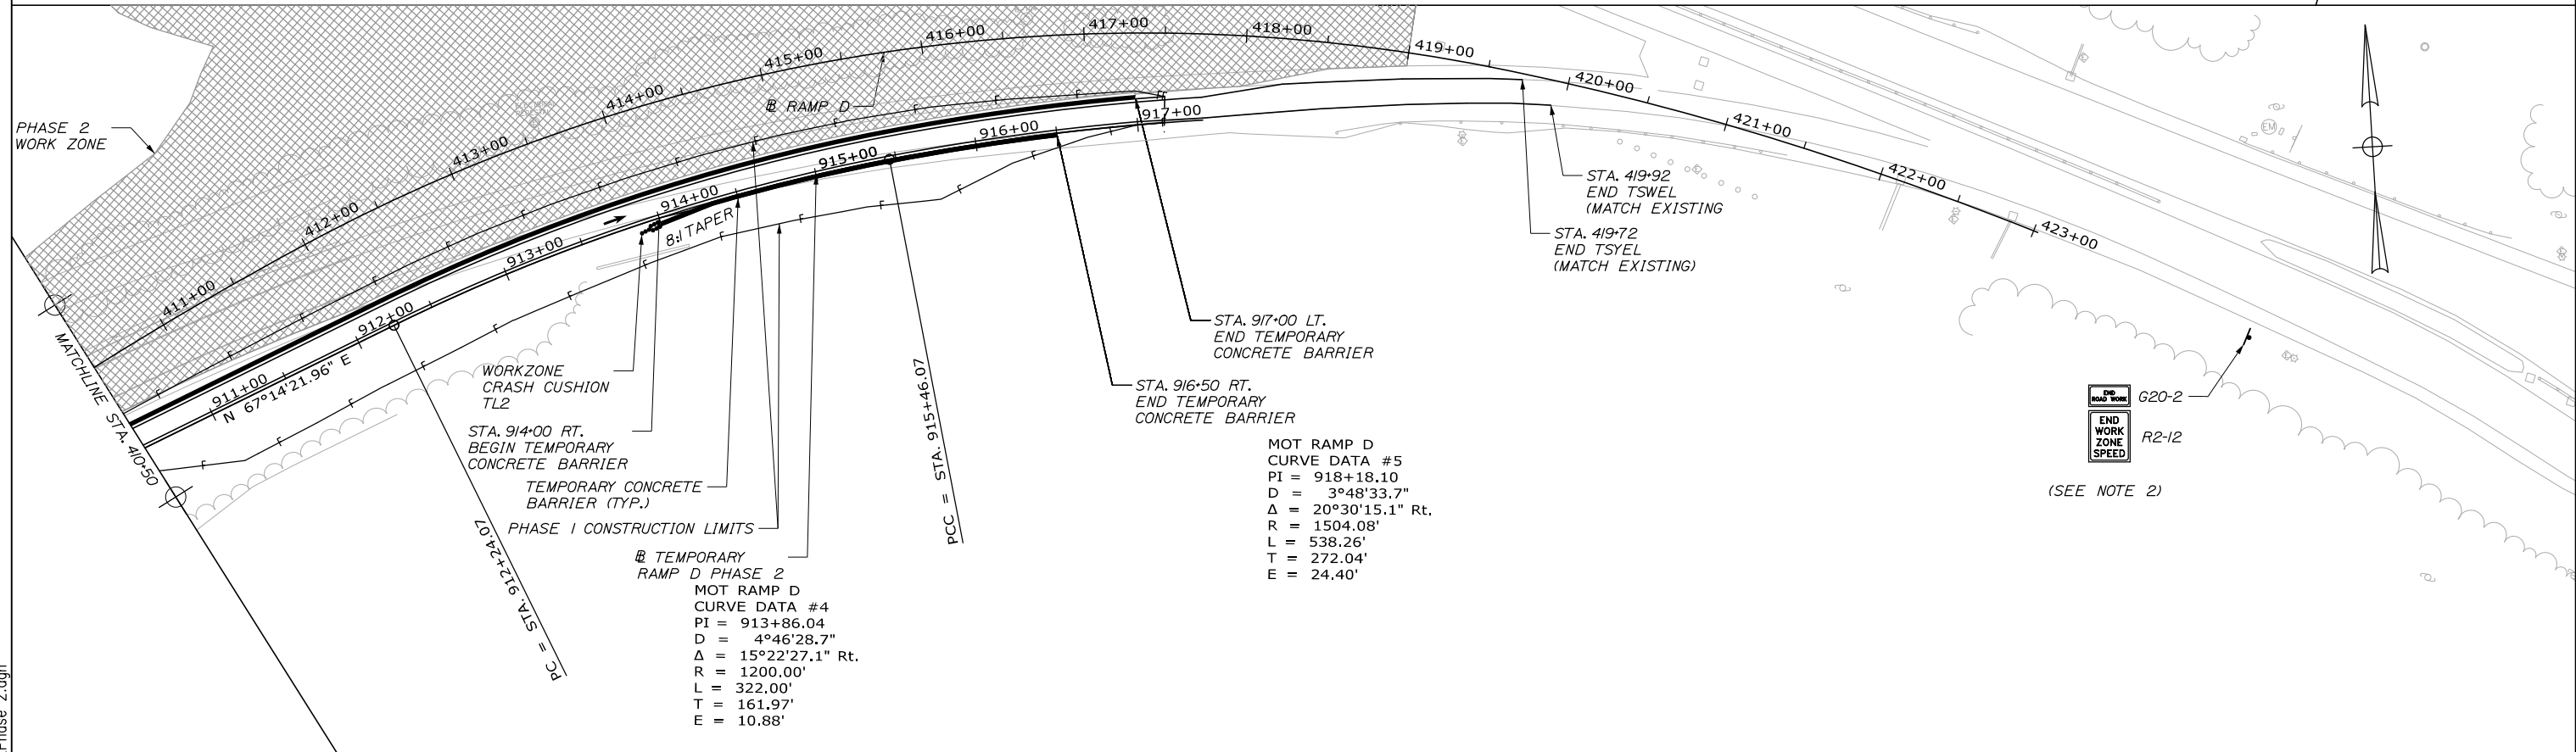 PHASE 2
WORK ZONE
411+00
412+00
413+00
414+00
415+00
416+00
417+00
418+00
419+00
420+00
421+00
422+00
423+00
RAMP D
911+00
912+00
913+00
914+00
915+00
916+00
917+00
8:1 TAPER
N 67°14'21.96" E
MATCHLINE STA. 410+50
STA. 419+92
END TSWEL
(MATCH EXISTING
STA. 419+72
END TSYEL
(MATCH EXISTING)
STA. 917+00 LT.
END TEMPORARY
CONCRETE BARRIER
STA. 916+50 RT.
END TEMPORARY
CONCRETE BARRIER
WORKZONE
CRASH CUSHION
TL2
STA. 914+00 RT.
BEGIN TEMPORARY
CONCRETE BARRIER
TEMPORARY CONCRETE
BARRIER (TYP.)
PHASE 1 CONSTRUCTION LIMITS
TEMPORARY
RAMP D PHASE 2
PC = STA. 912+24.07
PCC = STA. 915+46.07
MOT RAMP D
CURVE DATA #4
PI = 913+86.04
D = 4°46'28.7"
Δ = 15°22'27.1" Rt.
R = 1200.00'
L = 322.00'
T = 161.97'
E = 10.88'
MOT RAMP D
CURVE DATA #5
PI = 918+18.10
D = 3°48'33.7"
Δ = 20°30'15.1" Rt.
R = 1504.08'
L = 538.26'
T = 272.04'
E = 24.40'
END
ROAD WORK
G20-2
END
WORK
ZONE
SPEED
R2-12
(SEE NOTE 2)
EM
Phase 2.dgn